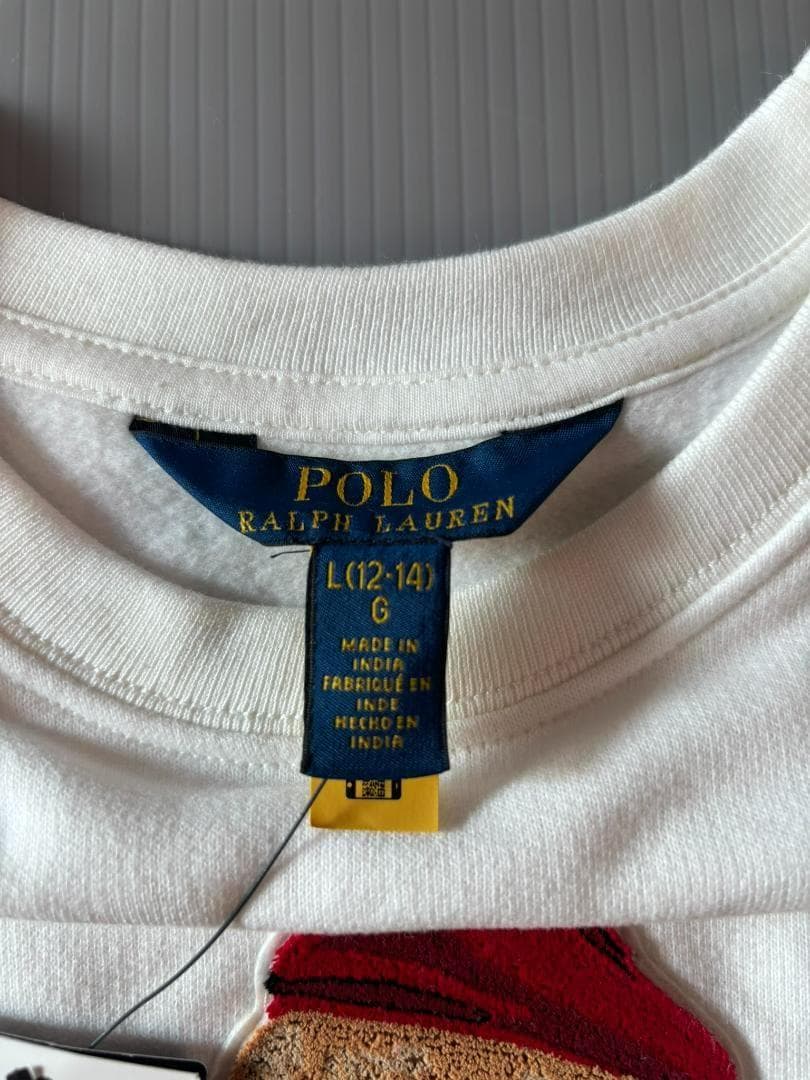 POLO
RALPH LAUREN
L(12-14)
G
MADE IN
INDIA
FABRIQUÉ EN
INDE
HECHO EN
INDIA